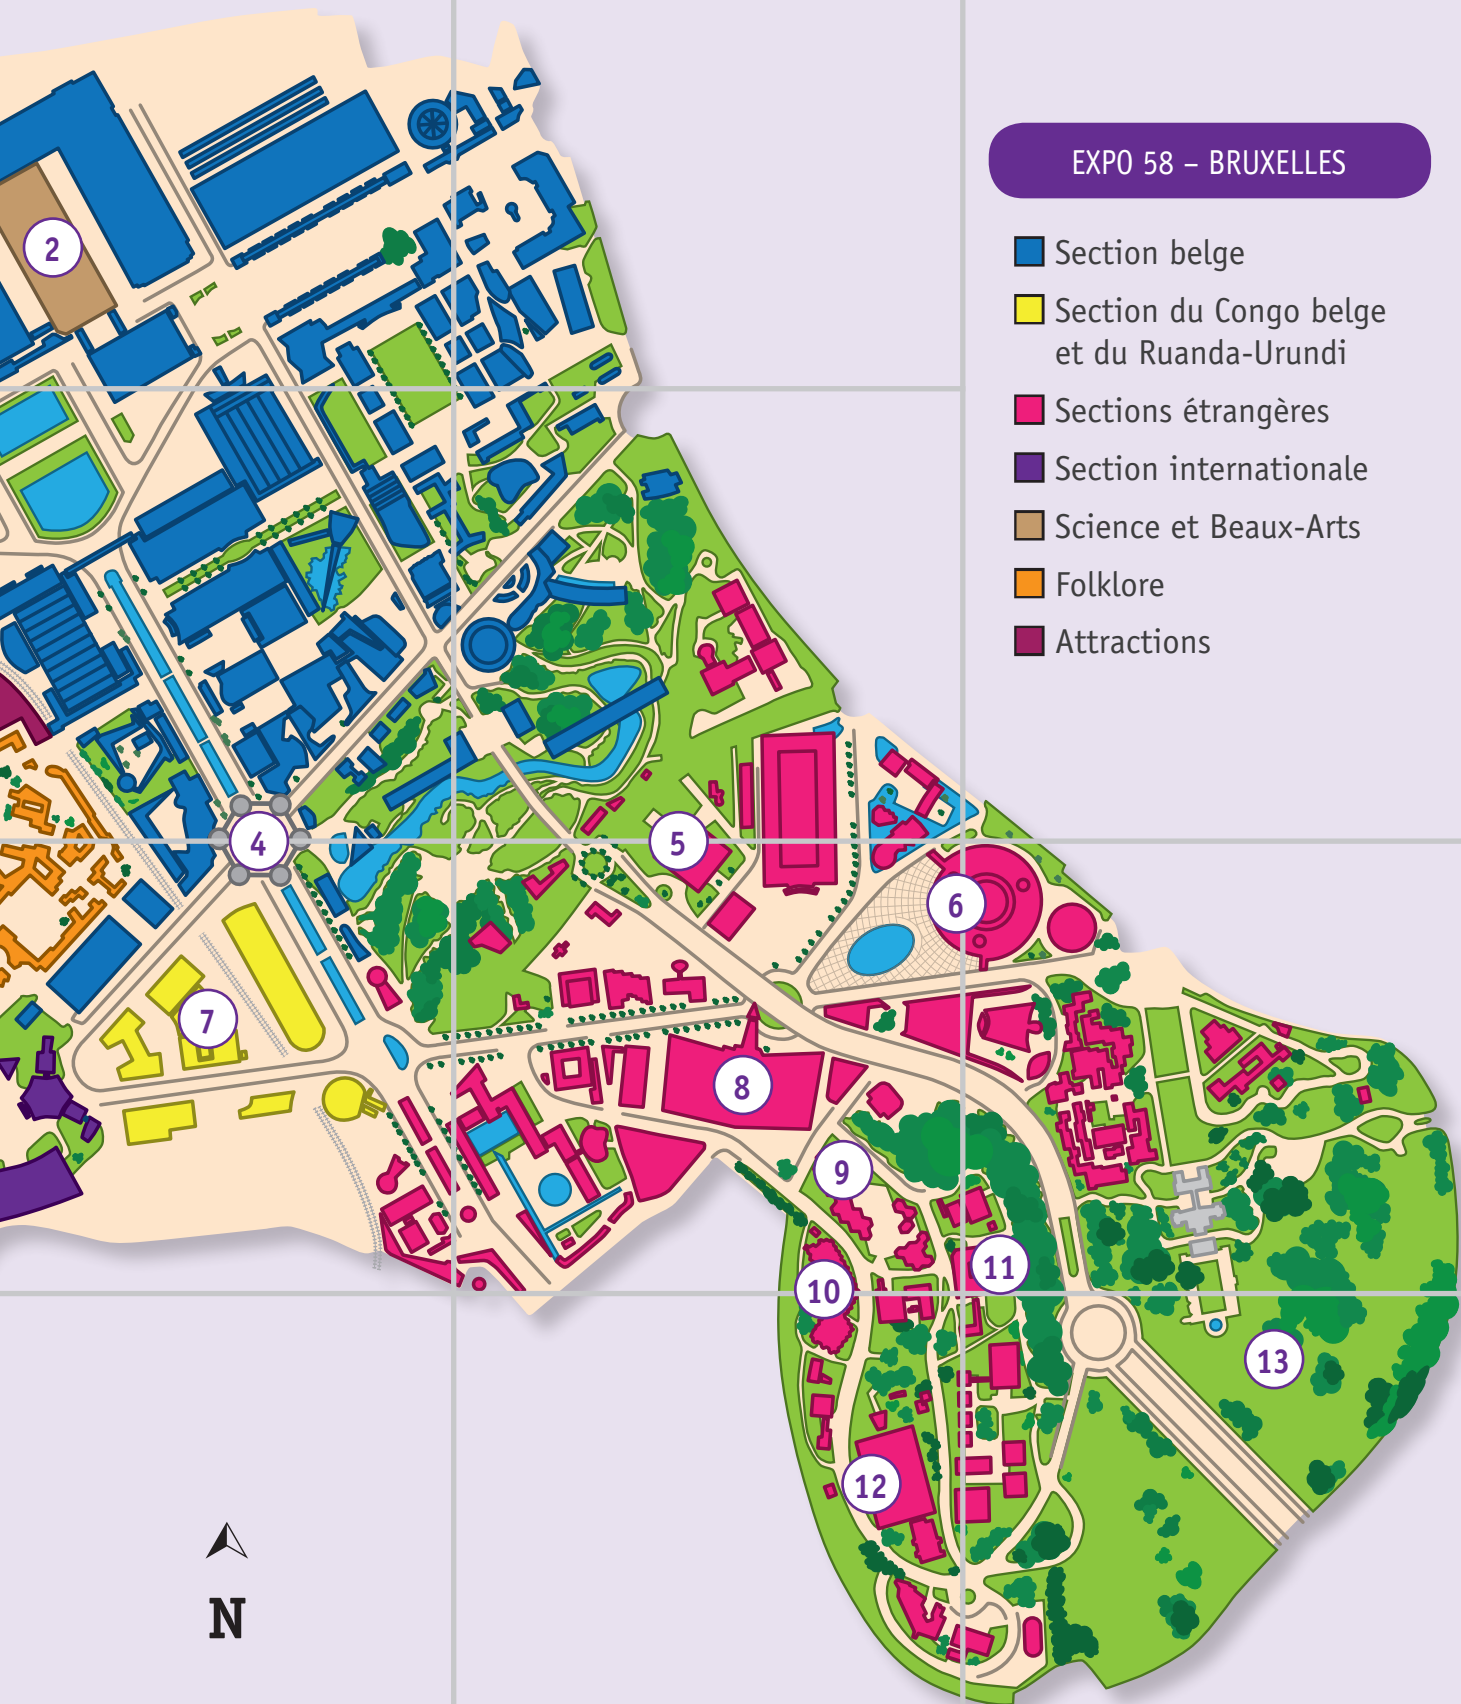 EXPO 58 – BRUXELLES
Section belge
Section du Congo belge
et du Ruanda-Urundi
Sections étrangères
Section internationale
Science et Beaux-Arts
Folklore
Attractions
2
4
5
6
7
8
9
10
11
12
13
N